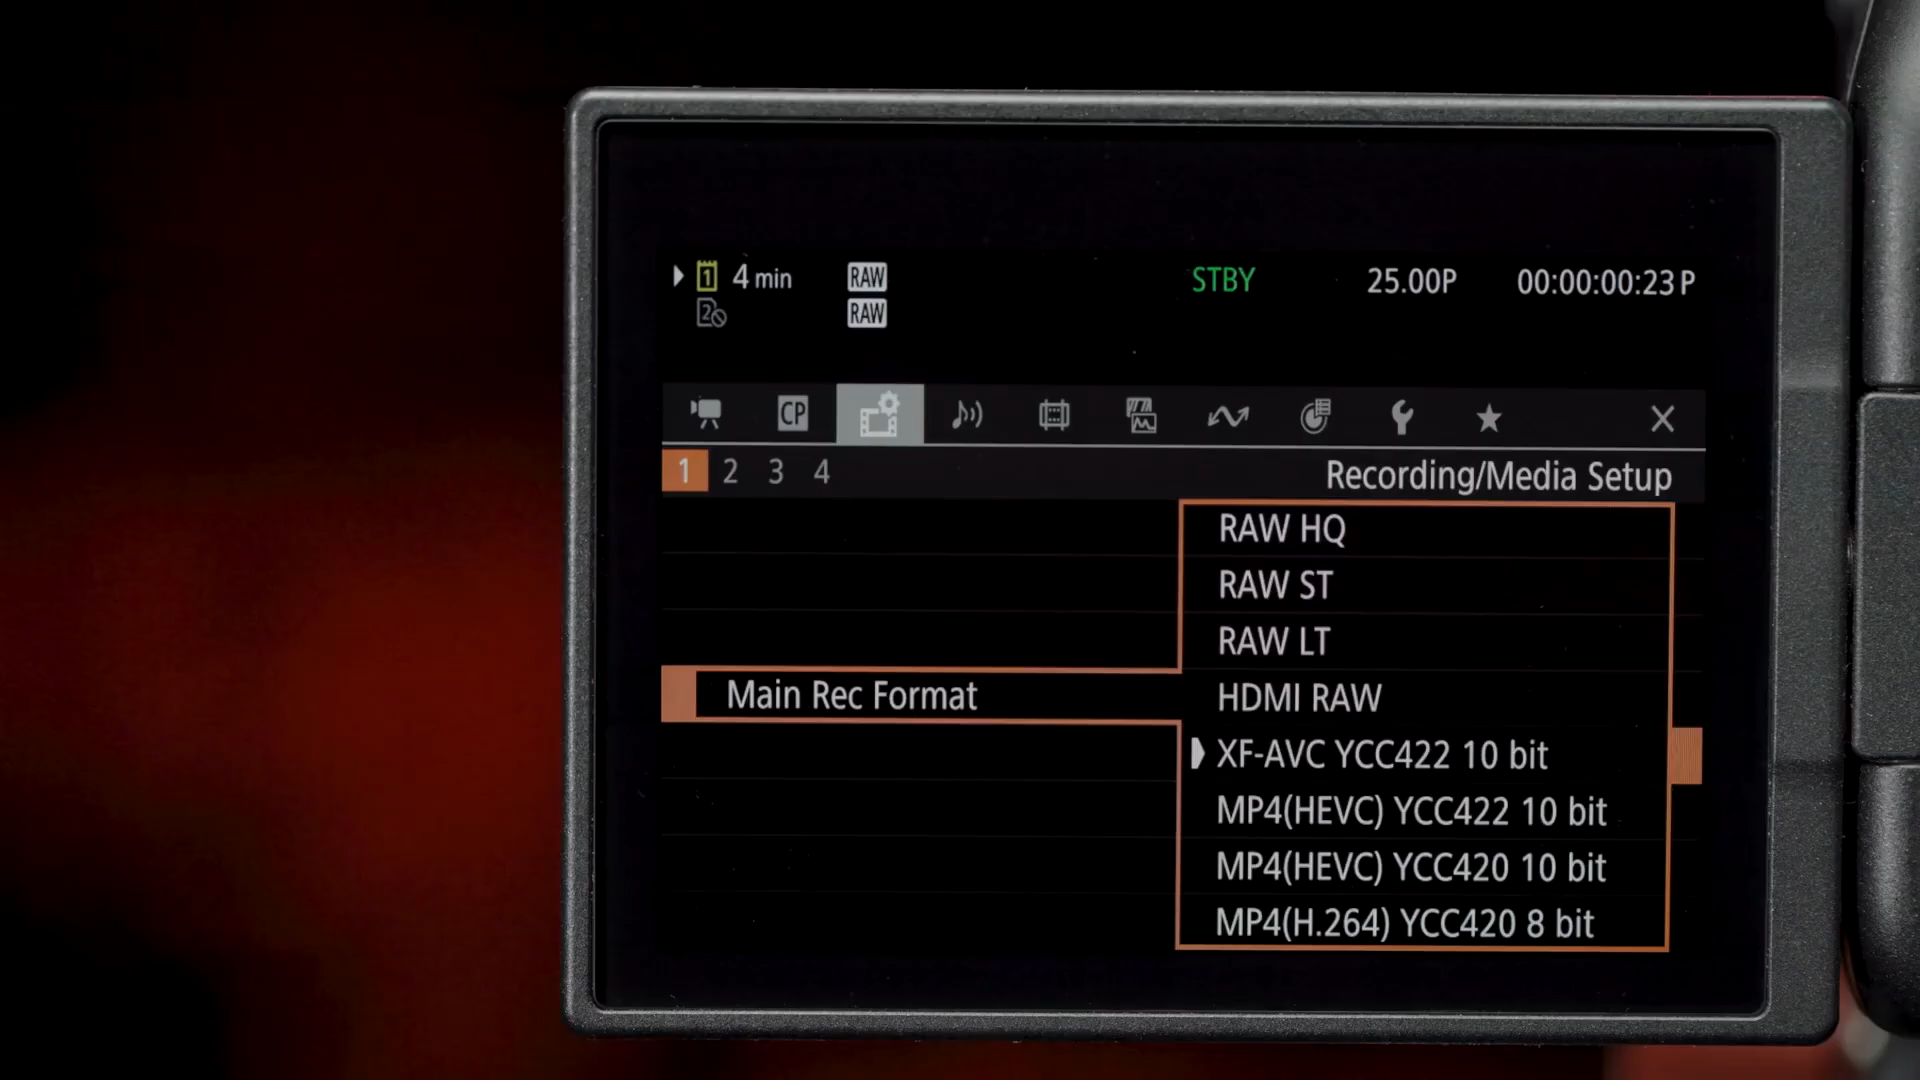 1 4 min RAW STBY 25.00P 00:00:00:23 P
2 RAW
CP
1 2 3 4 Recording/Media Setup
RAW HQ
RAW ST
RAW LT
Main Rec Format HDMI RAW
XF-AVC YCC422 10 bit
MP4(HEVC) YCC422 10 bit
MP4(HEVC) YCC420 10 bit
MP4(H.264) YCC420 8 bit